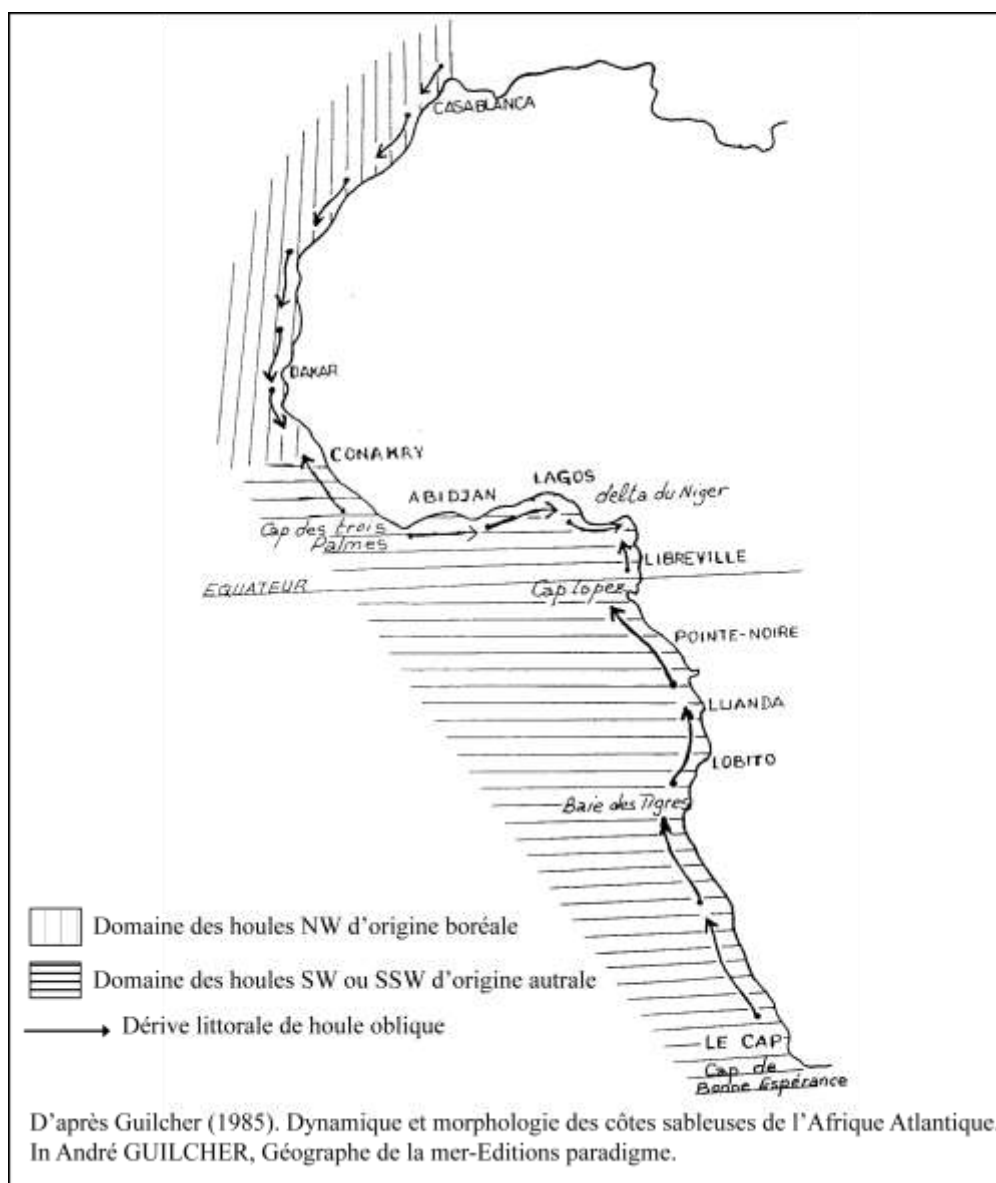 CASABLANCA
DAKAR
CONAKRY
LAGOS
ABIDJAN
delta du Niger
Cap des trois
Palmes
LIBREVILLE
EQUATEUR
Cap Lopez
POINTE-NOIRE
LUANDA
LOBITO
Baie des Tigres
Domaine des houles NW d'origine boréale
Domaine des houles SW ou SSW d'origine autrale
Dérive littorale de houle oblique
LE CAP
Cap de
Bonne Espérance
D'après Guilcher (1985). Dynamique et morphologie des côtes sableuses de l'Afrique Atlantique.
In André GUILCHER, Géographe de la mer-Editions paradigme.